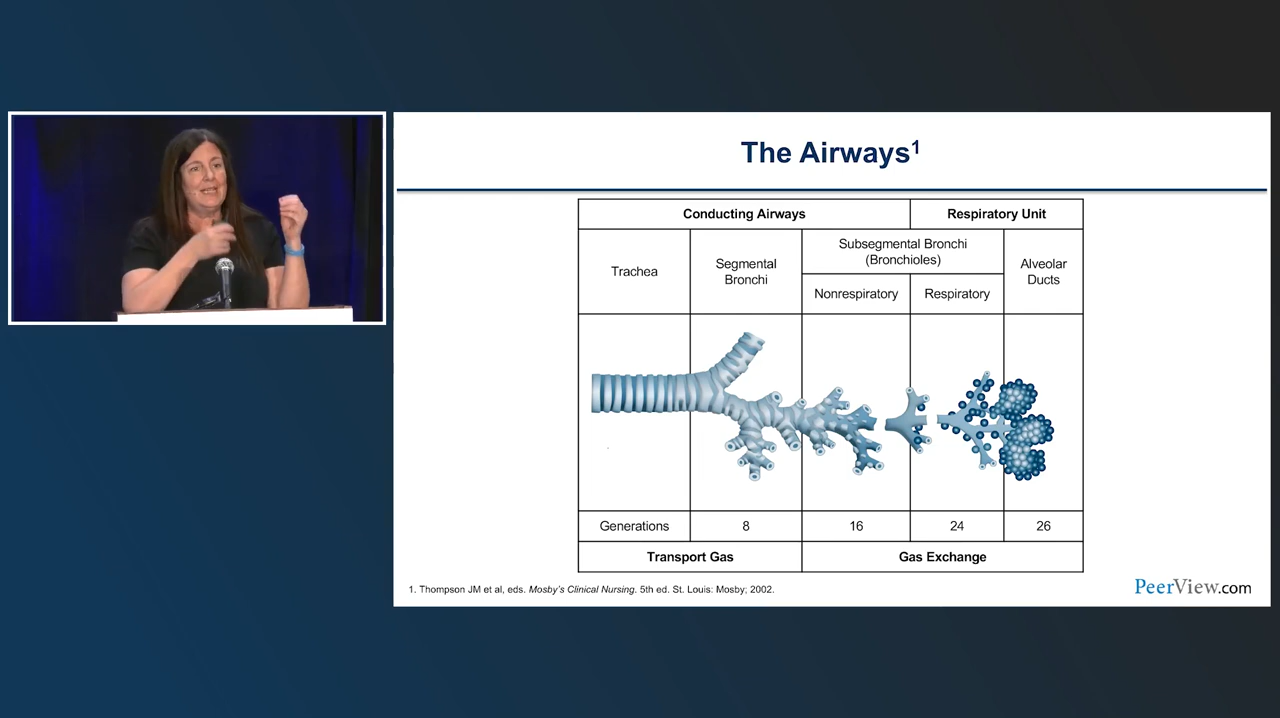 The Airways1
Conducting Airways
Respiratory Unit
Trachea
Segmental
Bronchi
Subsegmental Bronchi
(Bronchioles)
Nonrespiratory
Respiratory
Alveolar
Ducts
Generations
8
16
24
26
Transport Gas
Gas Exchange
1. Thompson JM et al, eds. Mosby's Clinical Nursing. 5th ed. St. Louis: Mosby; 2002.
PeerView.com